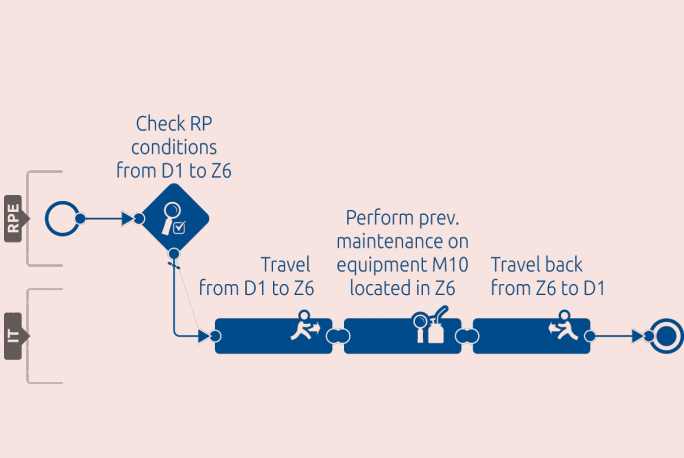 Check RP
conditions
from D1 to Z6
RPE
Perform prev.
maintenance on
equipment M10
located in Z6
Travel
from D1 to Z6
Travel back
from Z6 to D1
IT